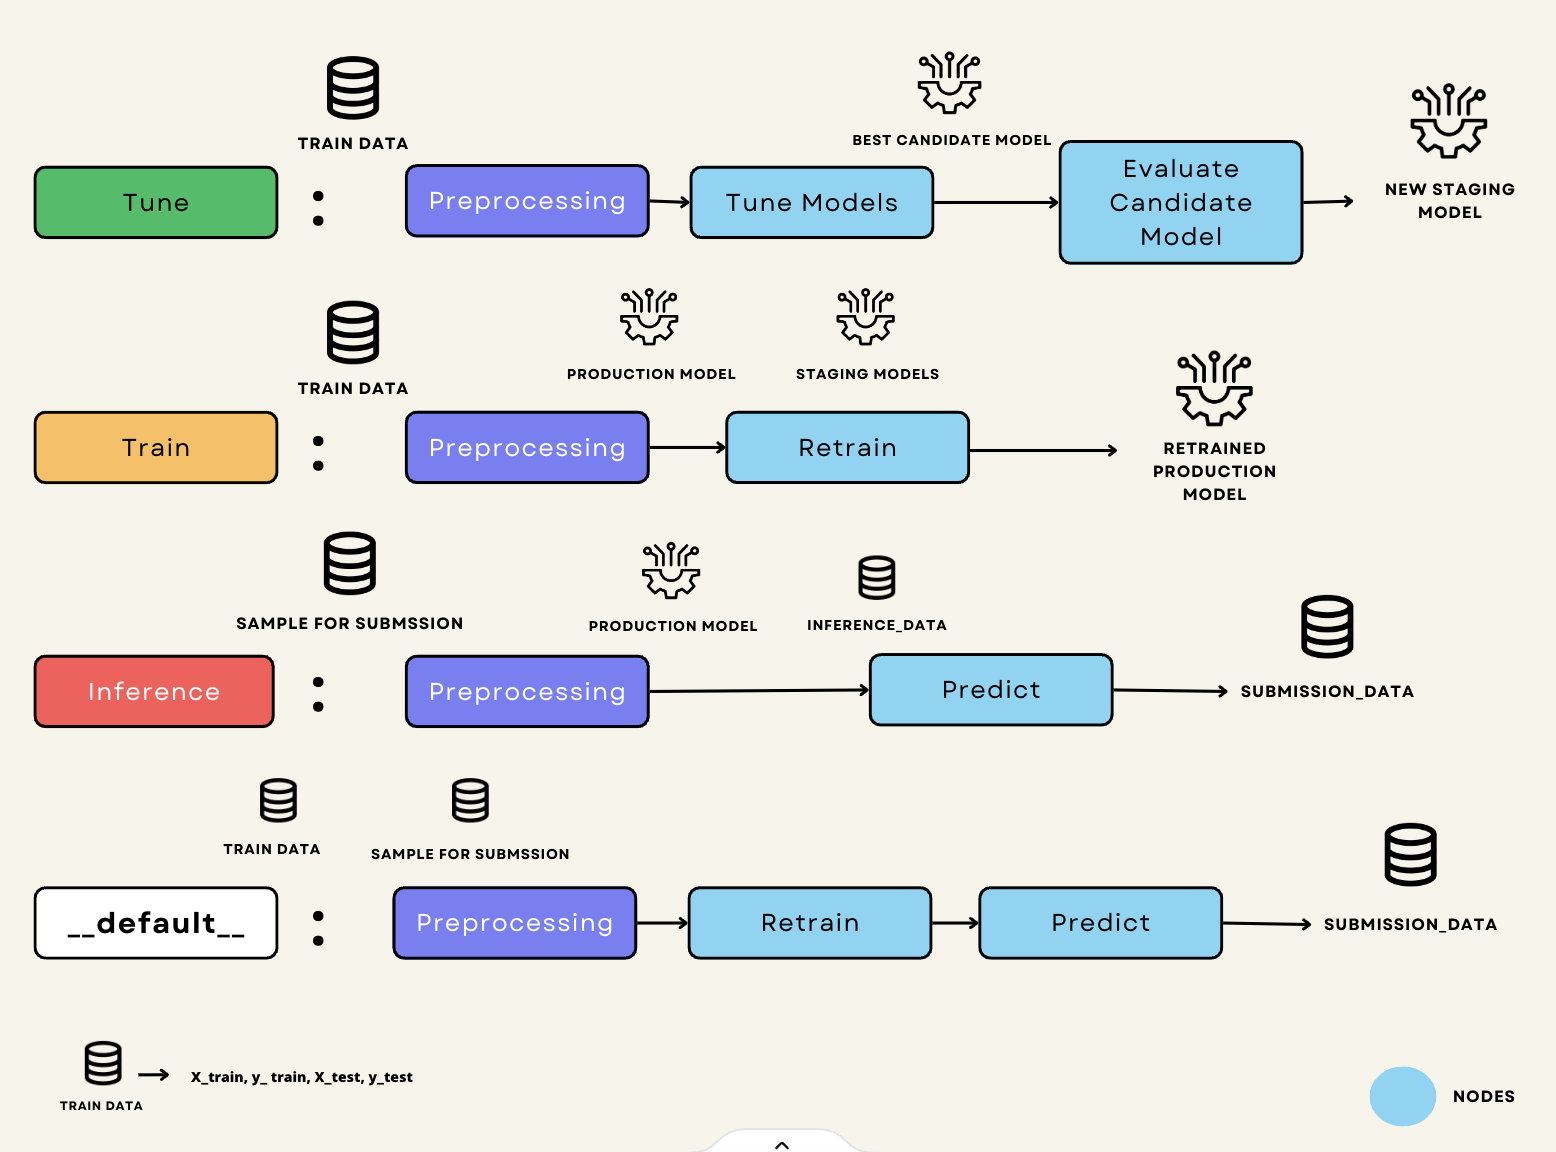 TRAIN DATA
BEST CANDIDATE MODEL
Tune
:
Preprocessing
Tune Models
Evaluate
Candidate
Model
NEW STAGING
MODEL
TRAIN DATA
PRODUCTION MODEL
STAGING MODELS
Train
:
Preprocessing
Retrain
RETRAINED
PRODUCTION
MODEL
SAMPLE FOR SUBMSSION
PRODUCTION MODEL
INFERENCE_DATA
Inference
:
Preprocessing
Predict
SUBMISSION_DATA
TRAIN DATA
SAMPLE FOR SUBMSSION
__default__
:
Preprocessing
Retrain
Predict
SUBMISSION_DATA
X_train, y_ train, X_test, y_test
TRAIN DATA
NODES